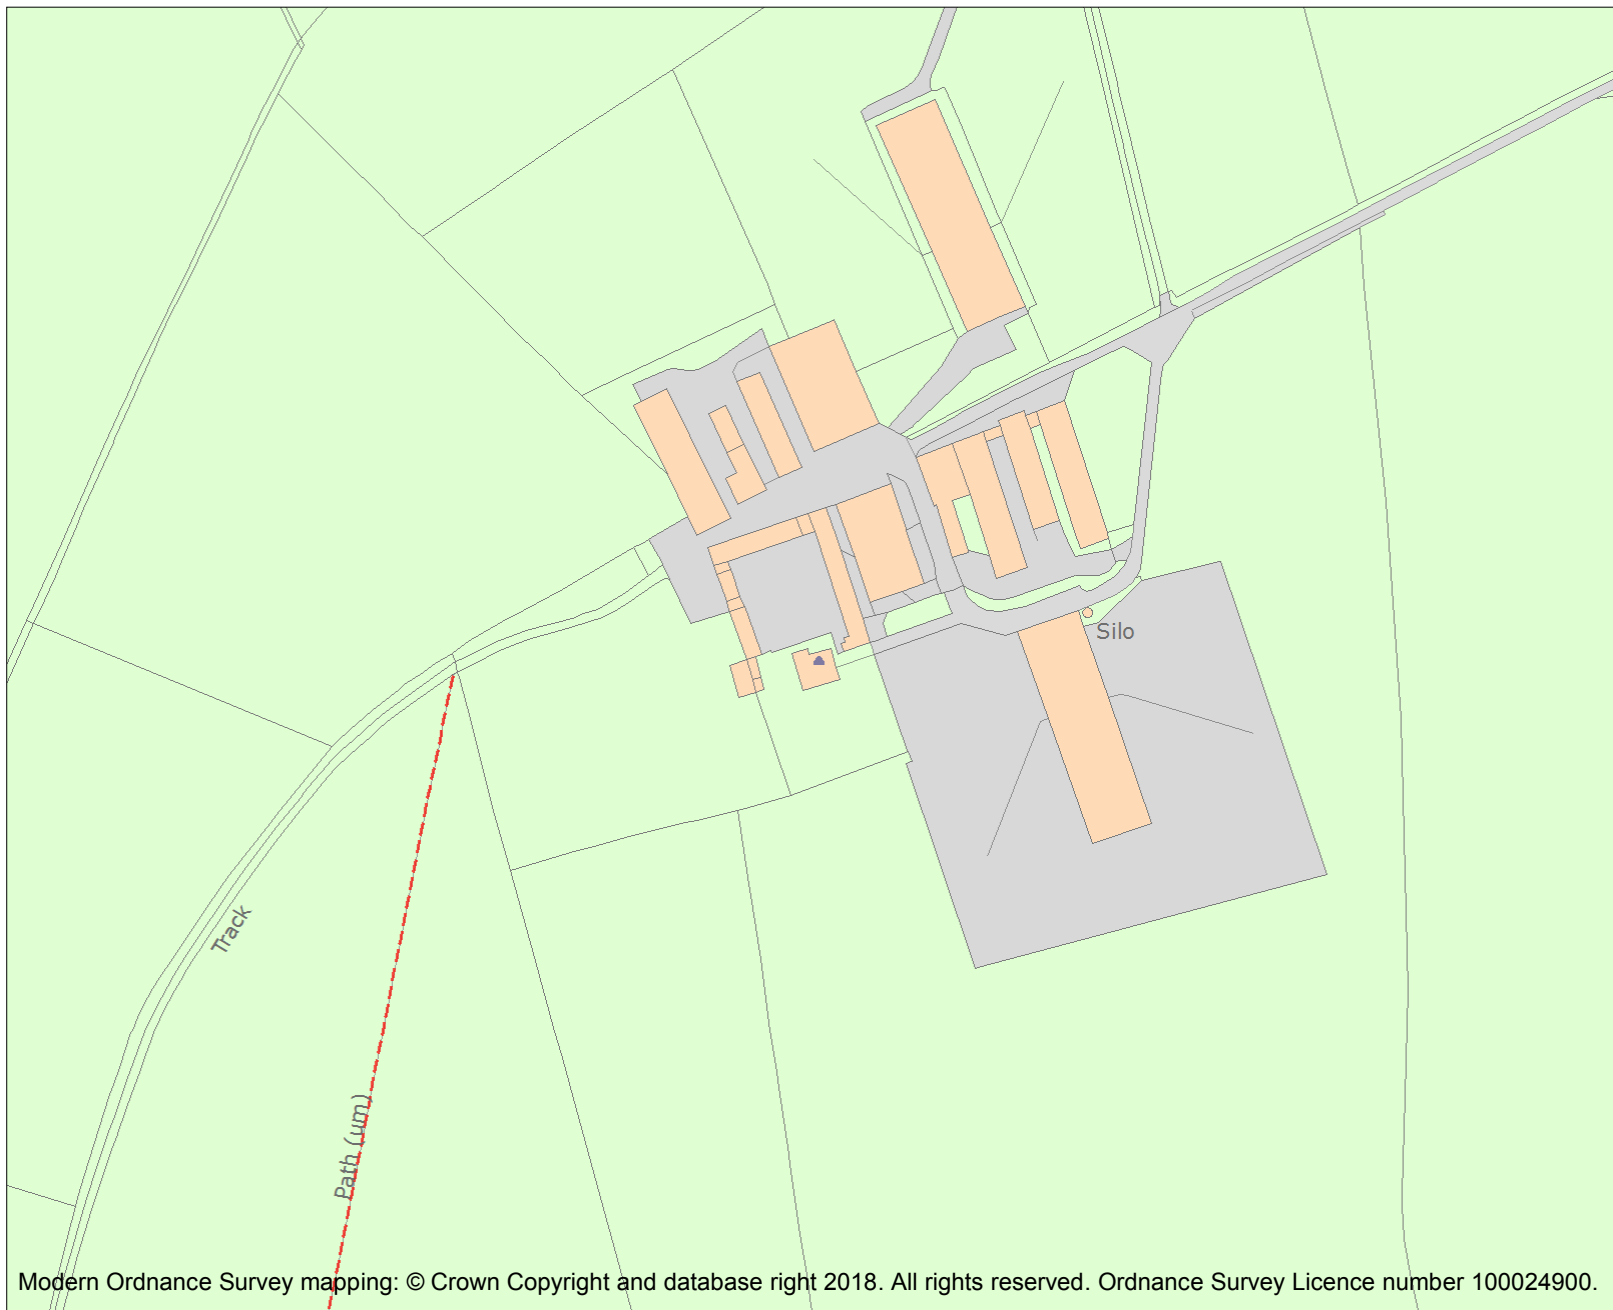 Silo
Track
Path (um)
Modern Ordnance Survey mapping: © Crown Copyright and database right 2018. All rights reserved. Ordnance Survey Licence number 100024900.